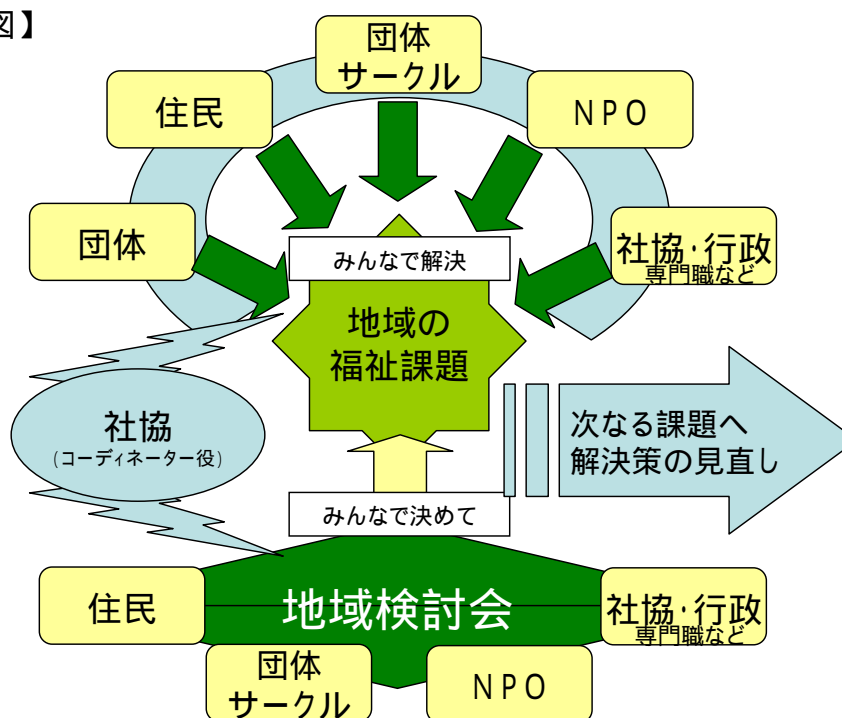 図】
団体
サークル
住民
NPO
団体
社協・行政
専門職など
みんなで解決
地域の
福祉課題
社協
(コーディネーター役)
次なる課題へ
解決策の見直し
みんなで決めて
住民
地域検討会
社協・行政
専門職など
団体
サークル
NPO